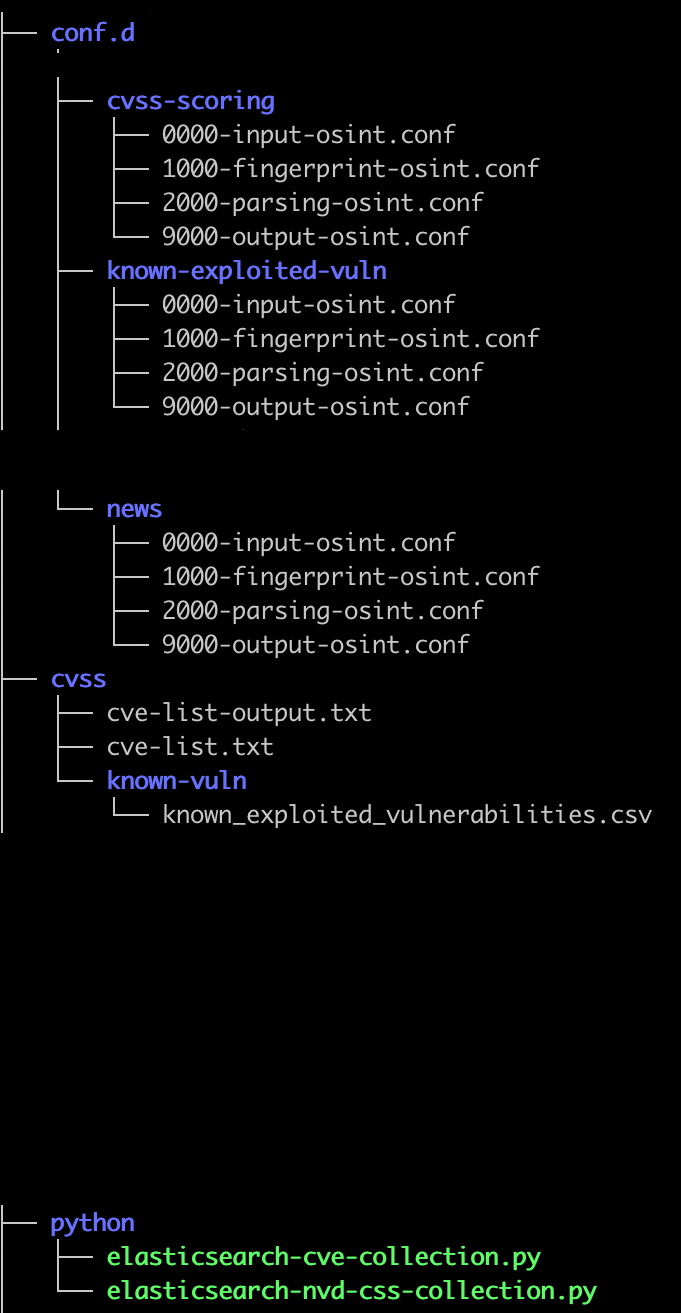 conf.d
cvss-scoring
0000-input-osint.conf
1000-fingerprint-osint.conf
2000-parsing-osint.conf
9000-output-osint.conf
known-exploited-vuln
0000-input-osint.conf
1000-fingerprint-osint.conf
2000-parsing-osint.conf
9000-output-osint.conf
news
0000-input-osint.conf
1000-fingerprint-osint.conf
2000-parsing-osint.conf
9000-output-osint.conf
cvss
cve-list-output.txt
cve-list.txt
known-vuln
known_exploited_vulnerabilities.csv
python
elasticsearch-cve-collection.py
elasticsearch-nvd-css-collection.py